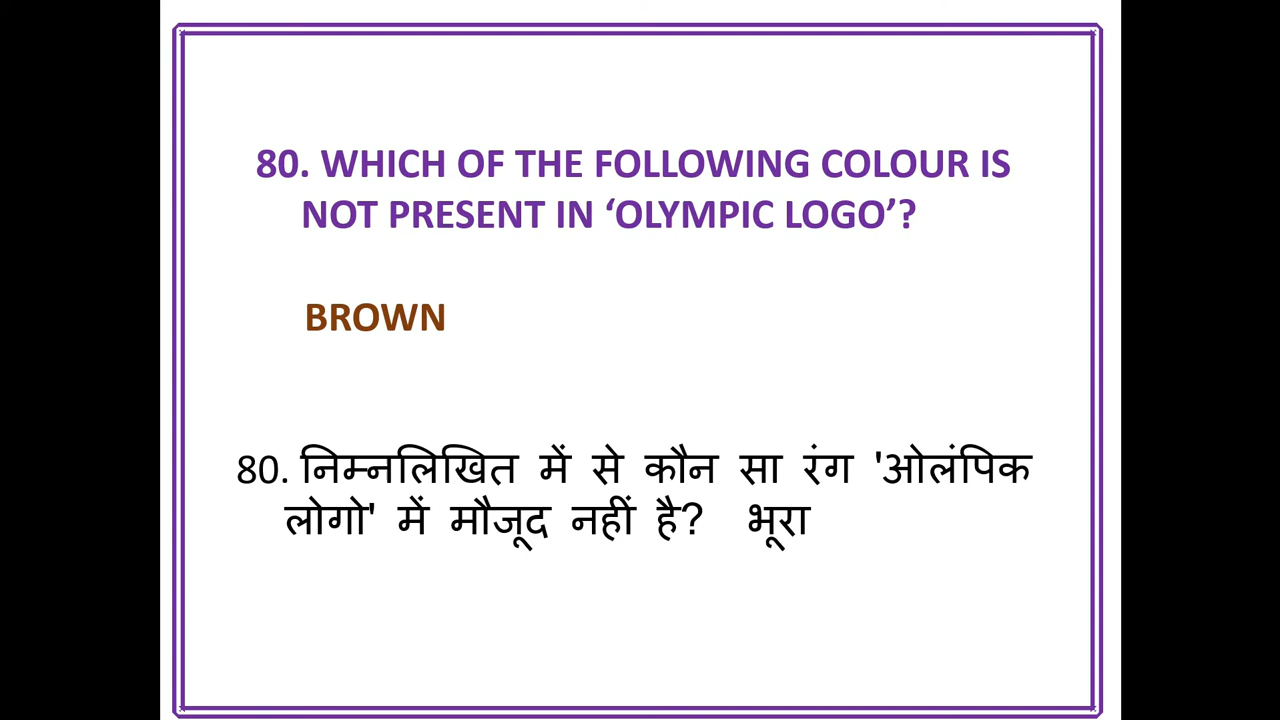 80. WHICH OF THE FOLLOWING COLOUR IS
NOT PRESENT IN ‘OLYMPIC LOGO’?
BROWN
80. निम्नलिखित में से कौन सा रंग 'ओलंपिक
लोगो' में मौजूद नहीं है? भूरा